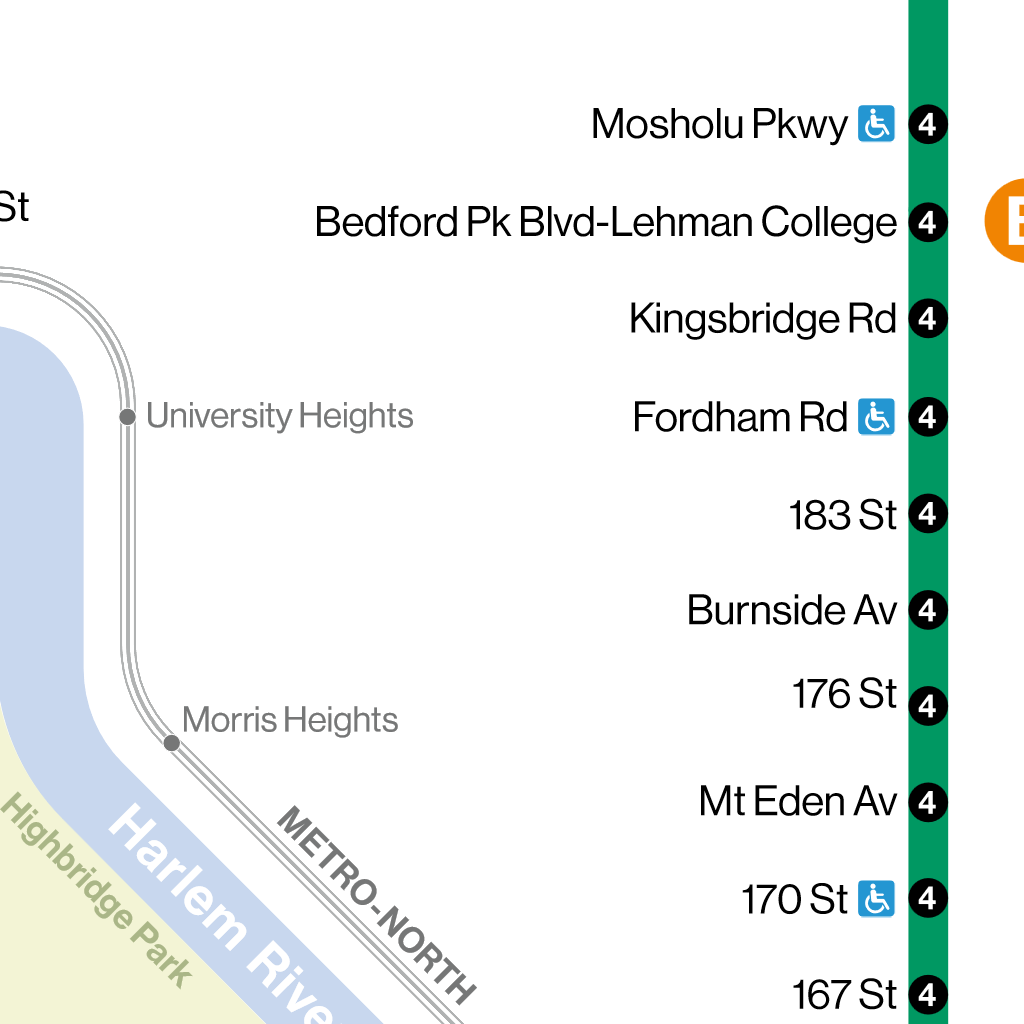 Mosholu Pkwy 4
St
Bedford Pk Blvd-Lehman College 4
Kingsbridge Rd 4
University Heights
Fordham Rd 4
183 St 4
Burnside Av 4
176 St 4
Morris Heights
Mt Eden Av 4
Highbridge Park
Harlem Rive
METRO-NORTH
170 St 4
167 St 4